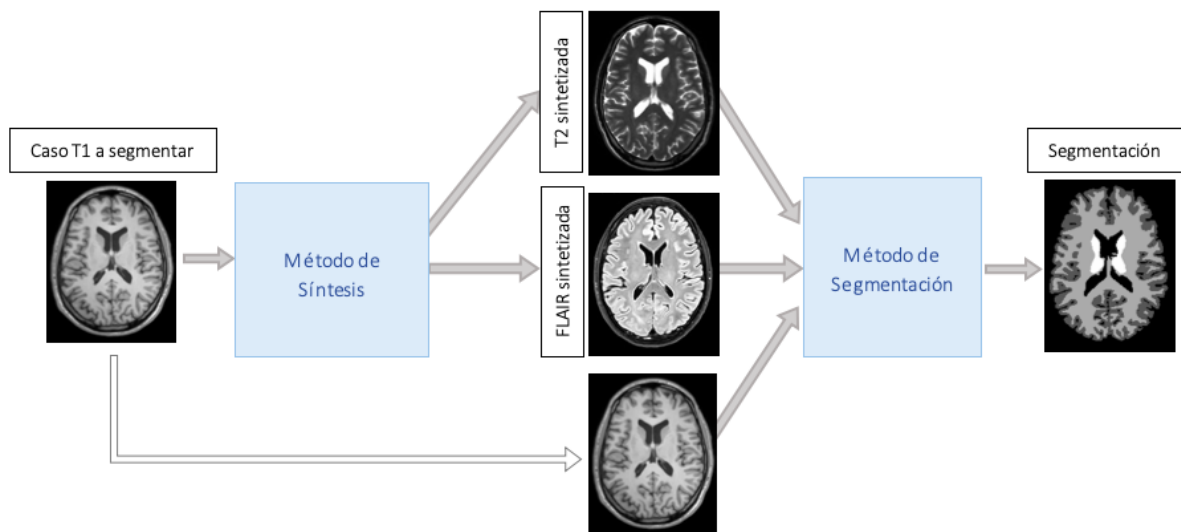 Caso T1 a segmentar
Método de
Síntesis
T2 sintetizada
FLAIR sintetizada
Método de
Segmentación
Segmentación